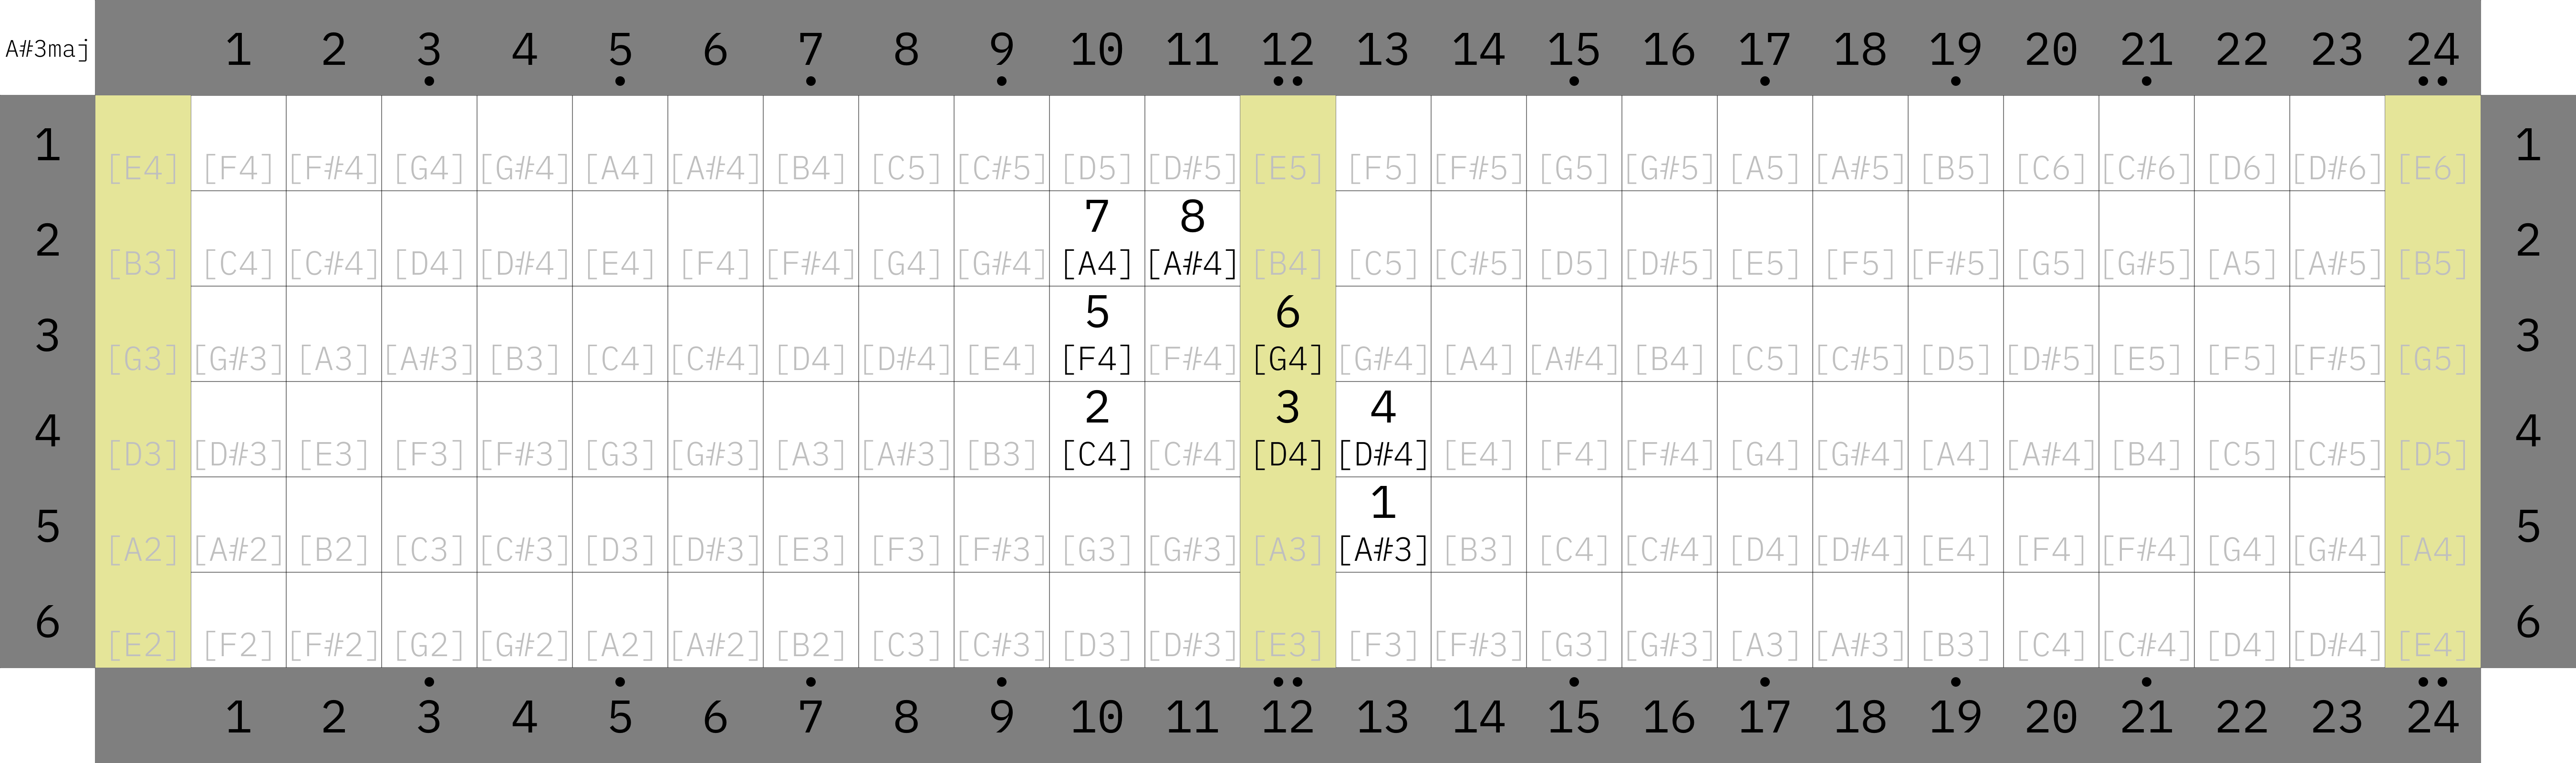 A#3maj 1 2 3 4 5 6 7 8 9 10 11 12 13 14 15 16 17 18 19 20 21 22 23 24
1 [E4] [F4] [F#4] [G4] [G#4] [A4] [A#4] [B4] [C5] [C#5] [D5] [D#5] [E5] [F5] [F#5] [G5] [G#5] [A5] [A#5] [B5] [C6] [C#6] [D6] [D#6] [E6] 1
7 8
2 [B3] [C4] [C#4] [D4] [D#4] [E4] [F4] [F#4] [G4] [G#4] [A4] [A#4] [B4] [C5] [C#5] [D5] [D#5] [E5] [F5] [F#5] [G5] [G#5] [A5] [A#5] [B5] 2
5 6
3 [G3] [G#3] [A3] [A#3] [B3] [C4] [C#4] [D4] [D#4] [E4] [F4] [F#4] [G4] [G#4] [A4] [A#4] [B4] [C5] [C#5] [D5] [D#5] [E5] [F5] [F#5] [G5] 3
2 3 4
4 [D3] [D#3] [E3] [F3] [F#3] [G3] [G#3] [A3] [A#3] [B3] [C4] [C#4] [D4] [D#4] [E4] [F4] [F#4] [G4] [G#4] [A4] [A#4] [B4] [C5] [C#5] [D5] 4
1
5 [A2] [A#2] [B2] [C3] [C#3] [D3] [D#3] [E3] [F3] [F#3] [G3] [G#3] [A3] [A#3] [B3] [C4] [C#4] [D4] [D#4] [E4] [F4] [F#4] [G4] [G#4] [A4] 5
6 [E2] [F2] [F#2] [G2] [G#2] [A2] [A#2] [B2] [C3] [C#3] [D3] [D#3] [E3] [F3] [F#3] [G3] [G#3] [A3] [A#3] [B3] [C4] [C#4] [D4] [D#4] [E4] 6
1 2 3 4 5 6 7 8 9 10 11 12 13 14 15 16 17 18 19 20 21 22 23 24